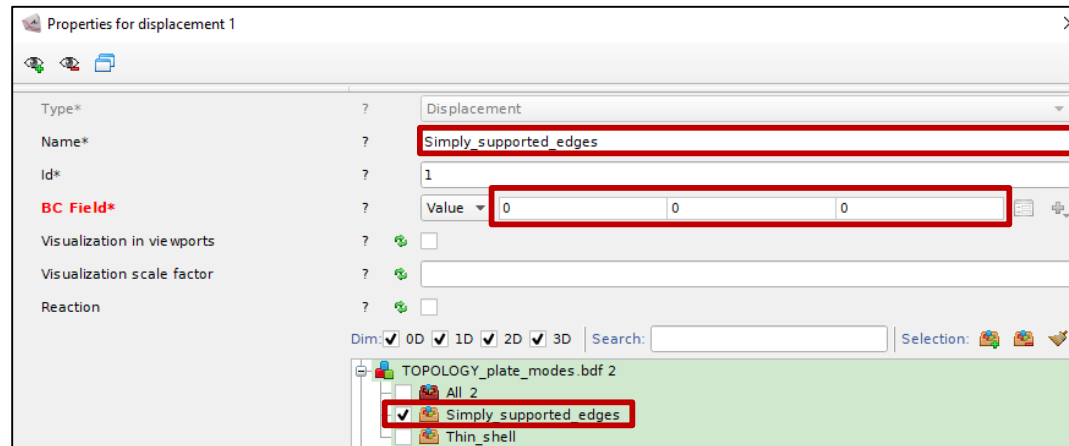 Properties for displacement 1
Type* ? Displacement
Name* ? Simply_supported_edges
Id* ? 1
BC Field* ? Value 0 0 0
Visualization in viewports ?
Visualization scale factor ?
Reaction ?
Dim: 0D 1D 2D 3D Search: Selection:
TOPOLOGY_plate_modes.bdf 2
All_2
Simply_supported_edges
Thin_shell